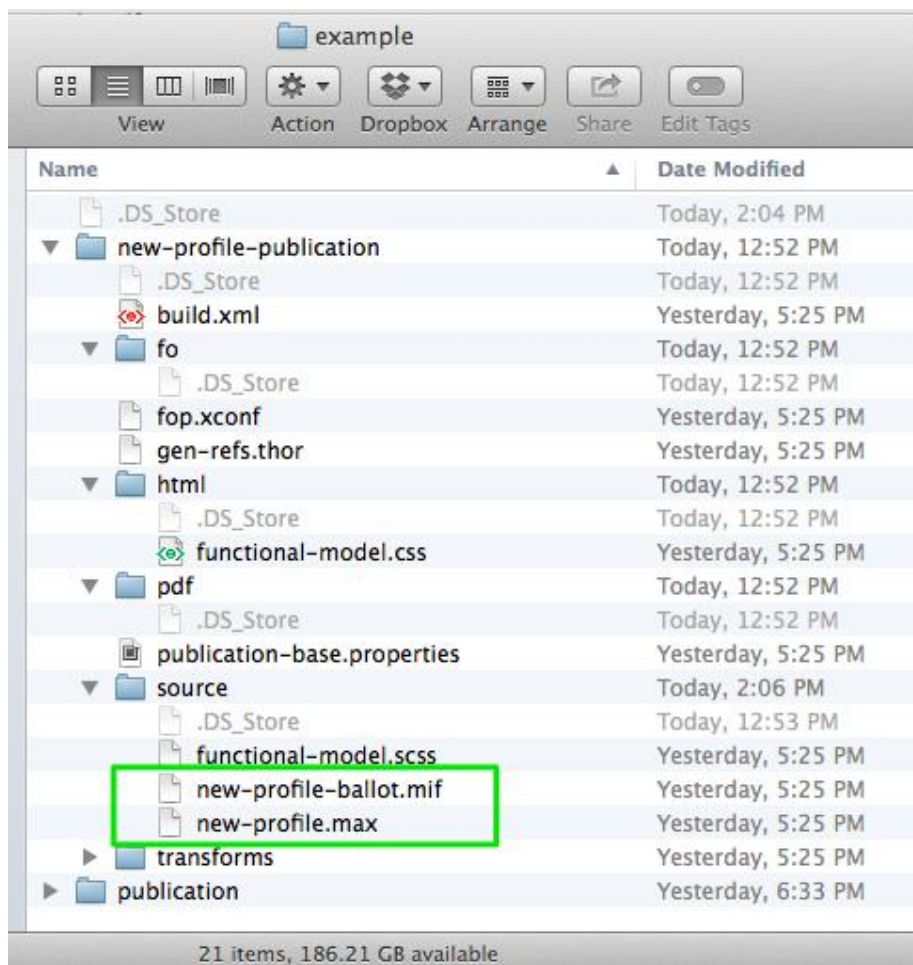 example
View Action Dropbox Arrange Share Edit Tags
Name Date Modified
.DS_Store Today, 2:04 PM
new-profile-publication Today, 12:52 PM
.DS_Store Today, 12:52 PM
build.xml Yesterday, 5:25 PM
fo Today, 12:52 PM
.DS_Store Today, 12:52 PM
fop.xconf Yesterday, 5:25 PM
gen-refs.thor Yesterday, 5:25 PM
html Today, 12:52 PM
.DS_Store Today, 12:52 PM
functional-model.css Yesterday, 5:25 PM
pdf Today, 12:52 PM
.DS_Store Today, 12:52 PM
publication-base.properties Yesterday, 5:25 PM
source Today, 2:06 PM
.DS_Store Today, 12:53 PM
functional-model.scss Yesterday, 5:25 PM
new-profile-ballot.mif Yesterday, 5:25 PM
new-profile.max Yesterday, 5:25 PM
transforms Yesterday, 5:25 PM
publication Yesterday, 6:33 PM
21 items, 186.21 GB available